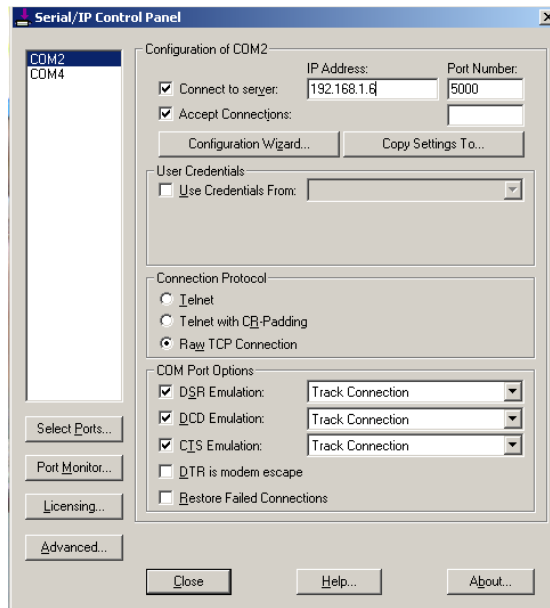 Serial/IP Control Panel
COM2
COM4
Configuration of COM2
IP Address: Port Number:
Connect to server: 192.168.1.6 5000
Accept Connections:
Configuration Wizard... Copy Settings To...
User Credentials
Use Credentials From:
Connection Protocol
Telnet
Telnet with CR-Padding
Raw TCP Connection
COM Port Options
DSR Emulation: Track Connection
DCD Emulation: Track Connection
CTS Emulation: Track Connection
DTR is modem escape
Restore Failed Connections
Select Ports...
Port Monitor...
Licensing...
Advanced...
Close Help... About...